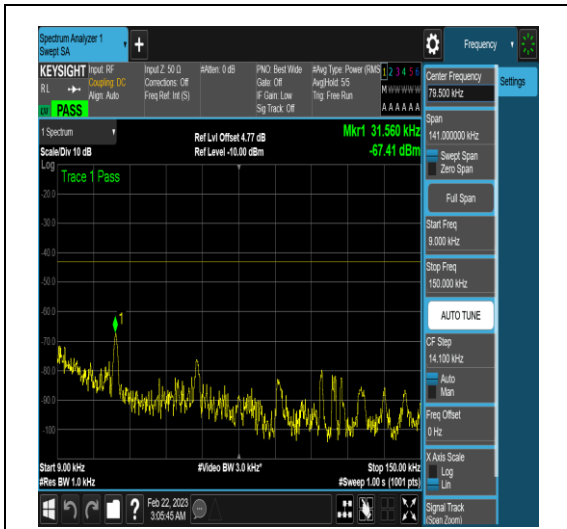 Spectrum Analyzer 1
Swept SA
Frequency
KEYSIGHT
RL
PASS
Input: RF
Coupling: DC
Align: Auto
Input Z: 50 Ω
Corrections: Off
Freq Ref: Int (S)
#Atten: 0 dB
PNO: Best Wide
Gate: Off
IF Gain: Low
Sig Track: Off
#Avg Type: Power (RMS
Avg|Hold: 5/5
Trig: Free Run
1 2 3 4 5 6
M W W W W W
A A A A A A
1 Spectrum
Scale/Div 10 dB
Ref Lvl Offset 4.77 dB
Ref Level -10.00 dBm
Mkr1 31.560 kHz
-67.41 dBm
Log
Trace 1 Pass
-20.0
-30.0
-40.0
-50.0
-60.0
-70.0
-80.0
-90.0
-100
1
Start 9.00 kHz
#Res BW 1.0 kHz
#Video BW 3.0 kHz*
Stop 150.00 kHz
#Sweep 1.00 s (1001 pts)
?
Feb 22, 2023
3:05:45 AM
Center Frequency
79.500 kHz
Settings
Span
141.000000 kHz
Swept Span
Zero Span
Full Span
Start Freq
9.000 kHz
Stop Freq
150.000 kHz
AUTO TUNE
CF Step
14.100 kHz
Auto
Man
Freq Offset
0 Hz
X Axis Scale
Log
Lin
Signal Track
(Span Zoom)